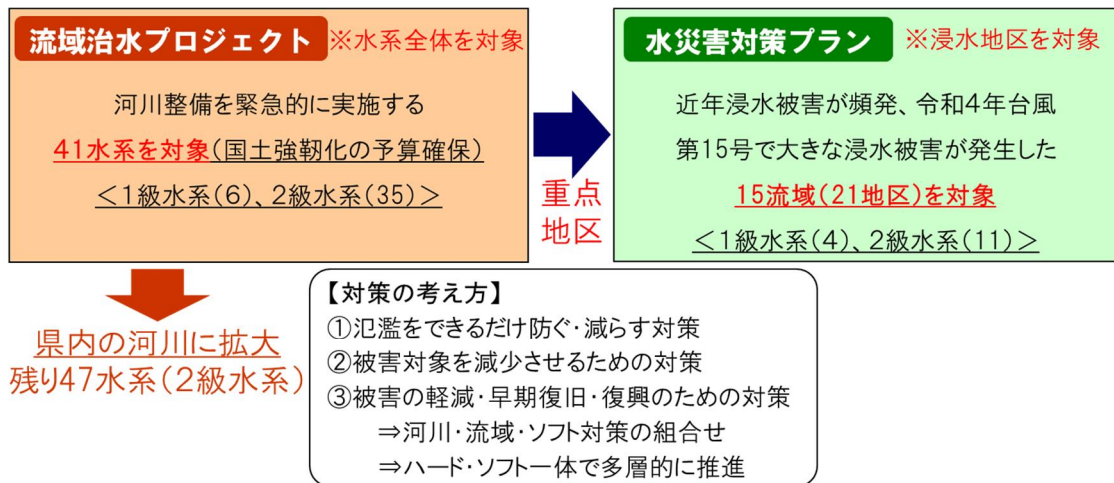 流域治水プロジェクト ※水系全体を対象
河川整備を緊急的に実施する
41水系を対象(国土強靭化の予算確保)
＜1級水系(6)、2級水系(35)＞
重点
地区
水災害対策プラン ※浸水地区を対象
近年浸水被害が頻発、令和4年台風
第15号で大きな浸水被害が発生した
15流域(21地区)を対象
＜1級水系(4)、2級水系(11)＞
県内の河川に拡大
残り47水系(2級水系)
【対策の考え方】
①氾濫をできるだけ防ぐ・減らす対策
②被害対象を減少させるための対策
③被害の軽減・早期復旧・復興のための対策
⇒河川・流域・ソフト対策の組合せ
⇒ハード・ソフト一体で多層的に推進